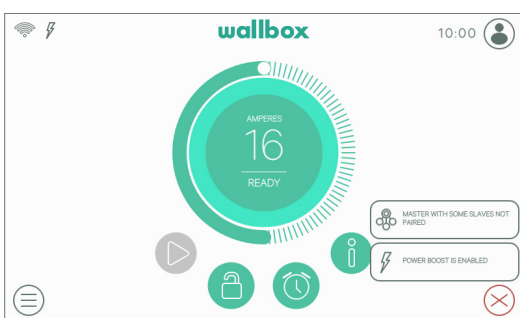 wallbox
10:00
AMPERES
16
READY
MASTER WITH SOME SLAVES NOT
PAIRED
POWER BOOST IS ENABLED